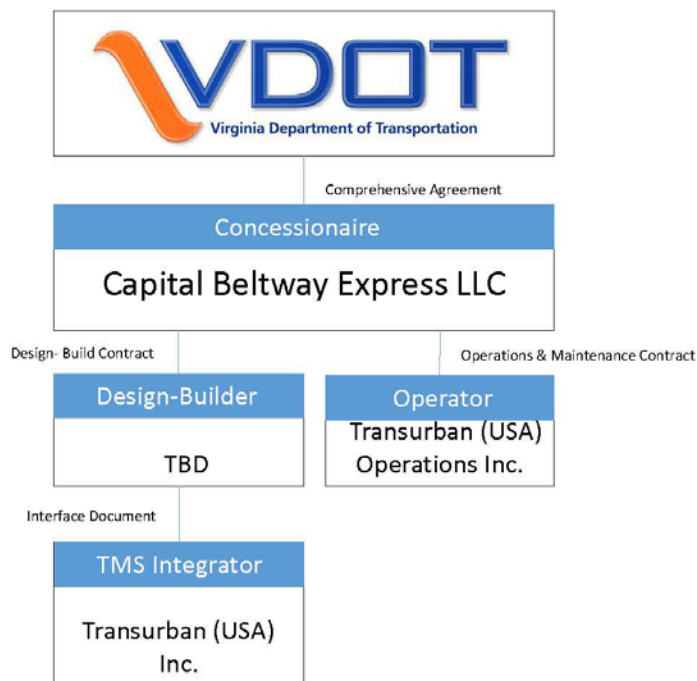 VDOT
Virginia Department of Transportation
Comprehensive Agreement
Concessionaire
Capital Beltway Express LLC
Design- Build Contract
Operations & Maintenance Contract
Design-Builder
TBD
Operator
Transurban (USA)
Operations Inc.
Interface Document
TMS Integrator
Transurban (USA)
Inc.